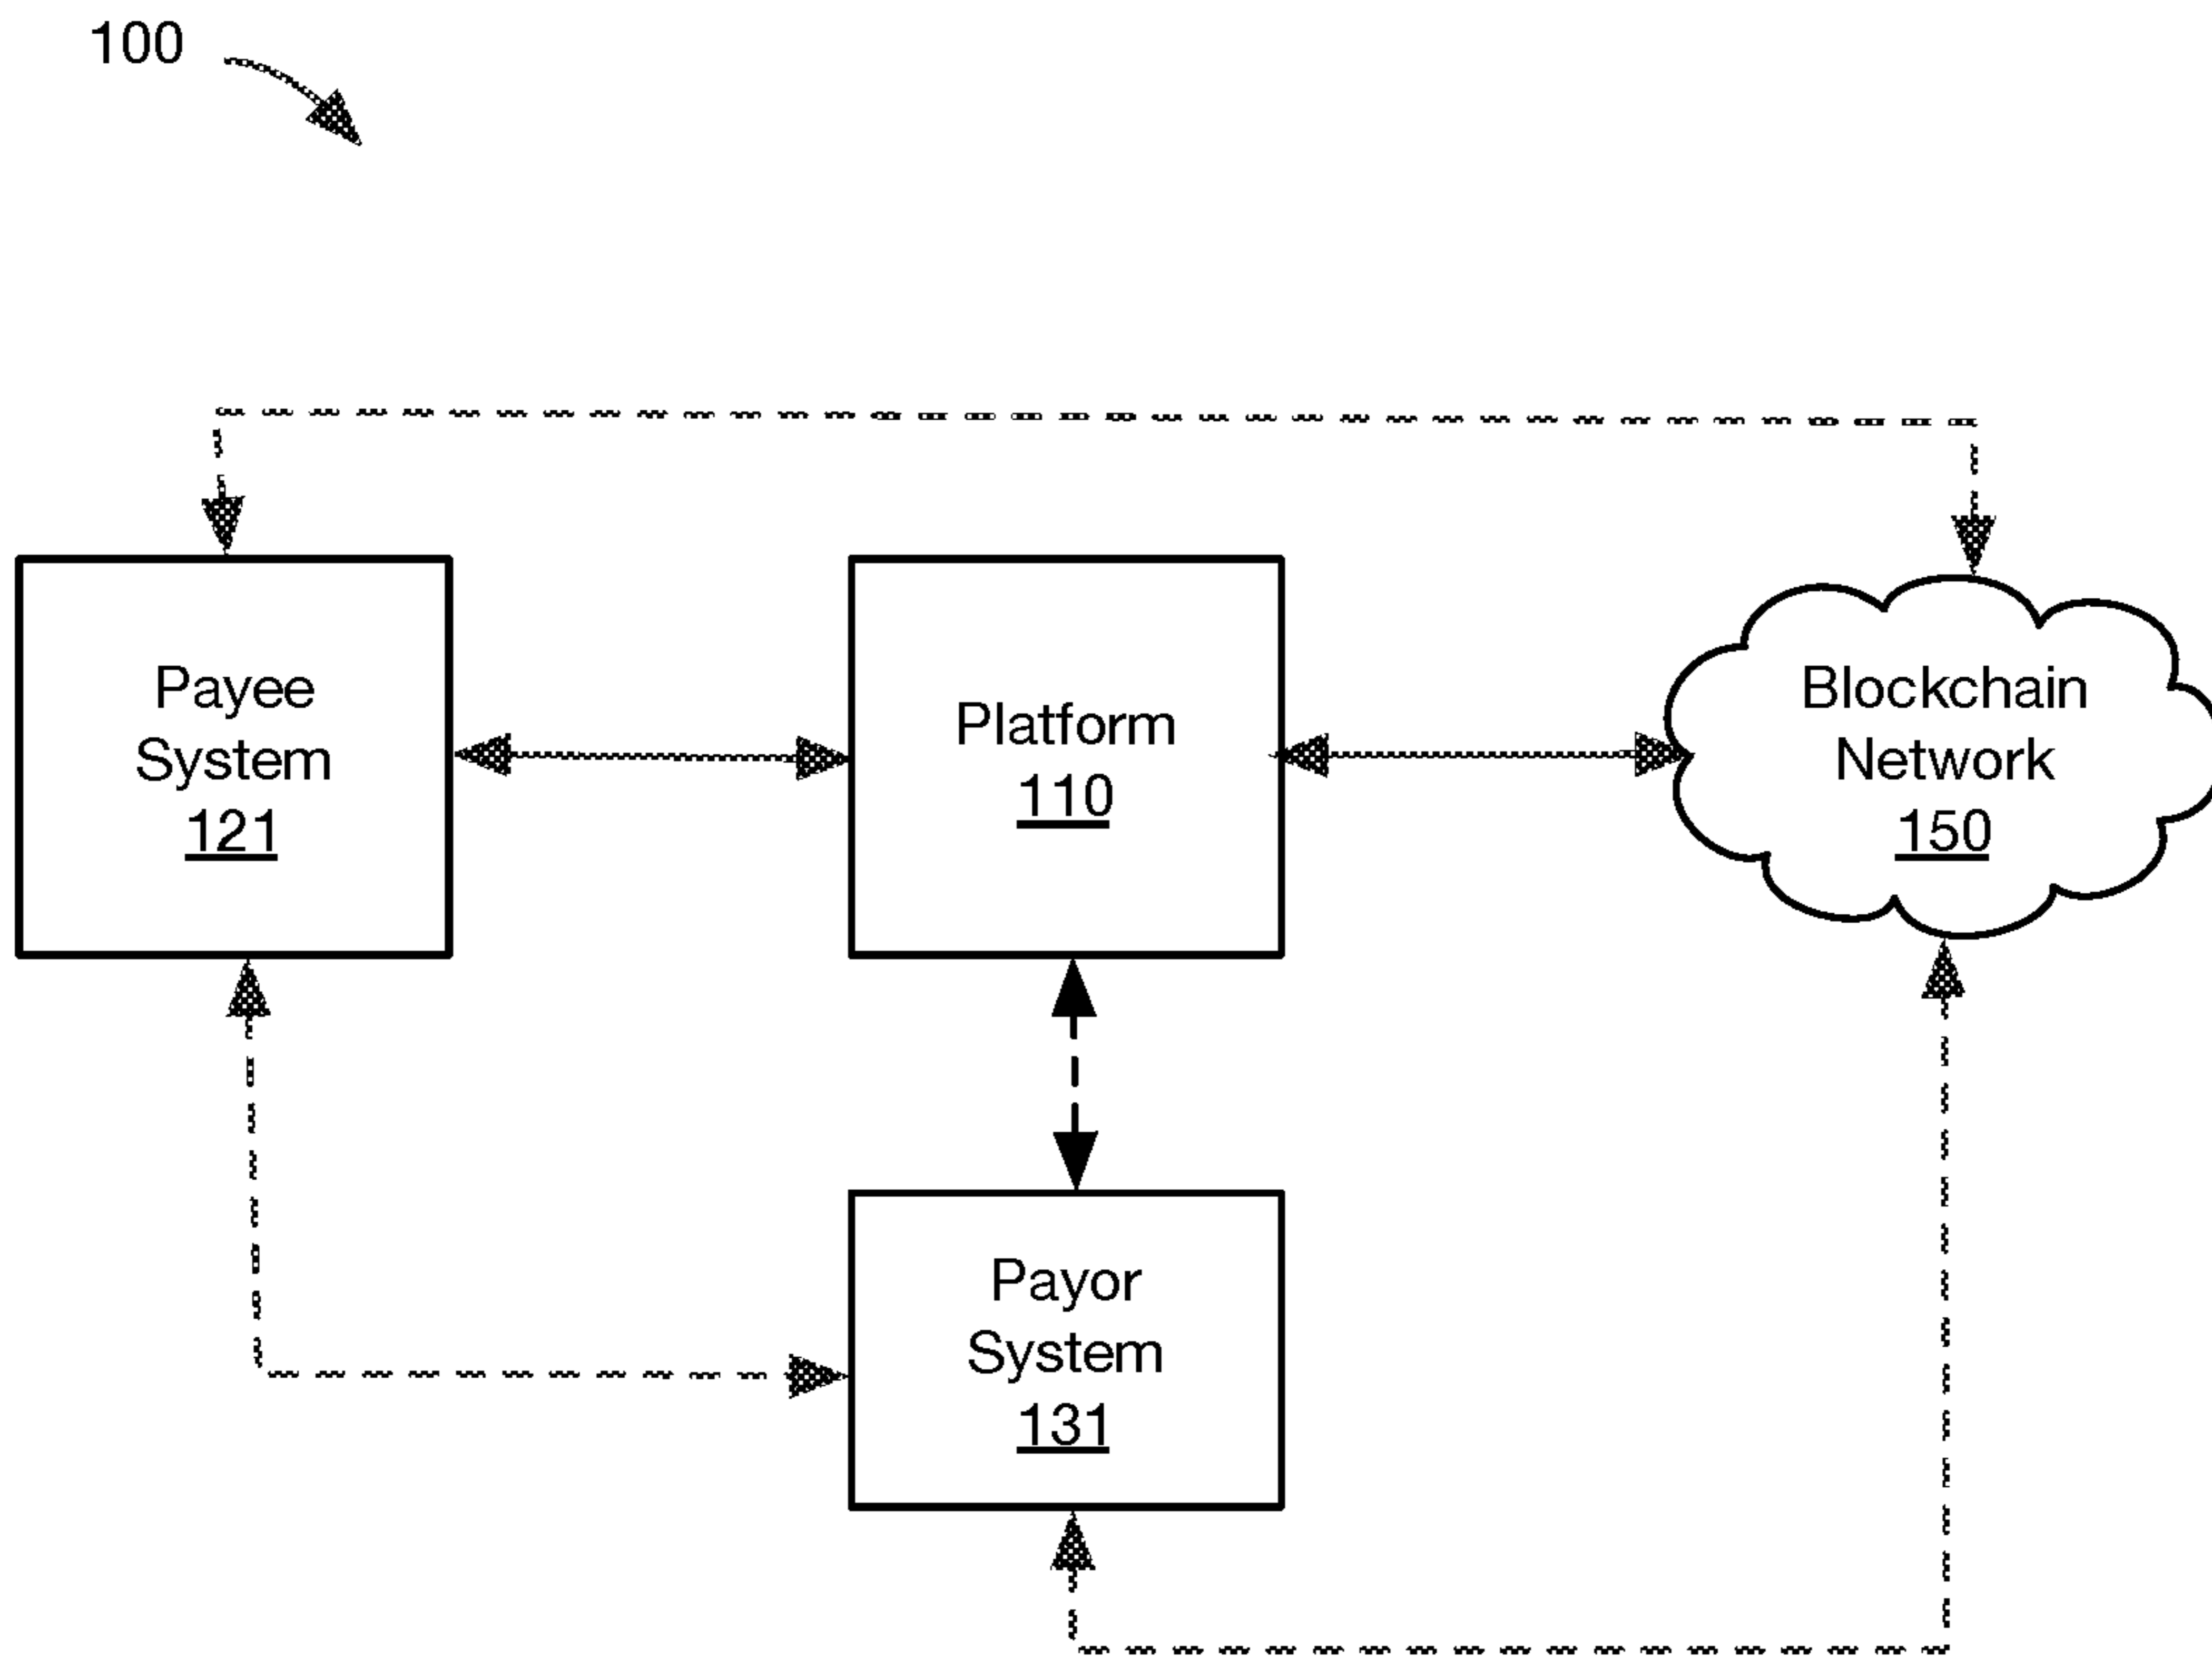 100
Payee
System
121
Platform
110
Blockchain
Network
150
Payor
System
131